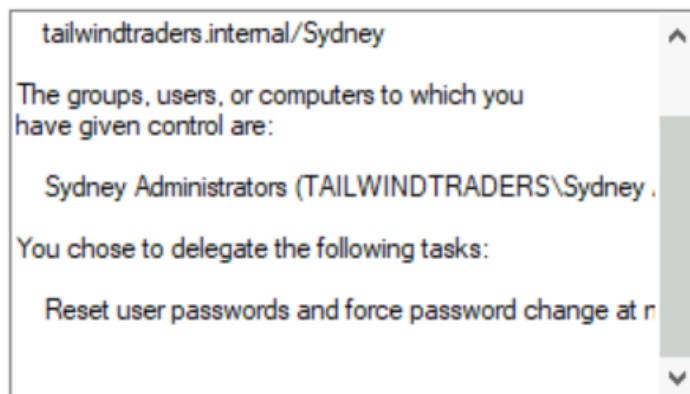 tailwindtraders.internal/Sydney
The groups, users, or computers to which you
have given control are:
Sydney Administrators (TAILWINDTRADERS\Sydney
You chose to delegate the following tasks:
Reset user passwords and force password change at